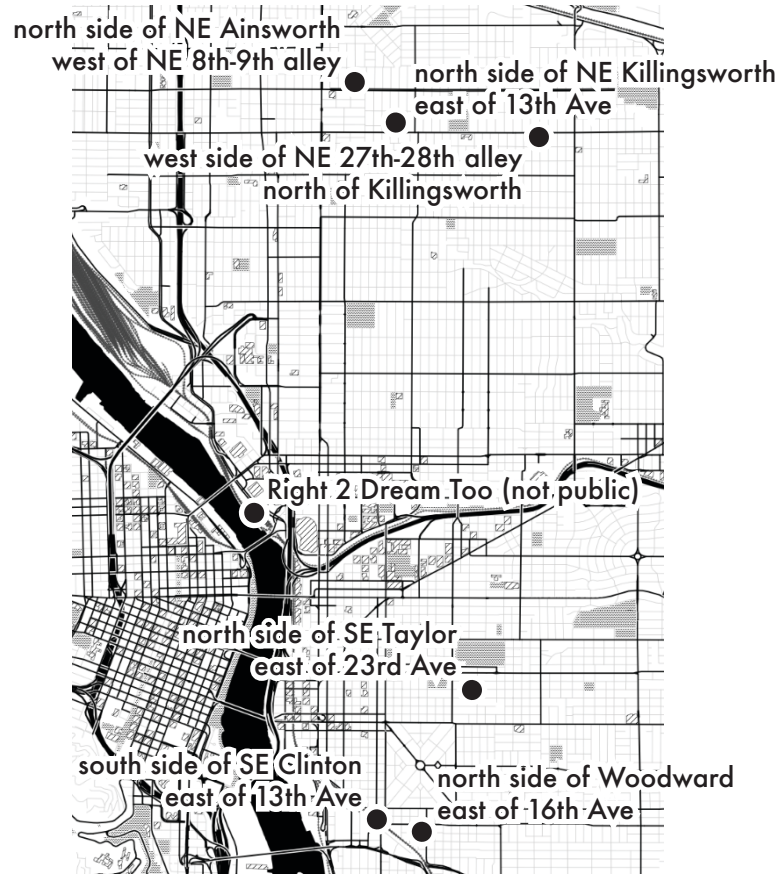 north side of NE Ainsworth
west of NE 8th-9th alley
north side of NE Killingsworth
east of 13th Ave
west side of NE 27th-28th alley
north of Killingsworth
Right 2 Dream Too (not public)
north side of SE Taylor
east of 23rd Ave
south side of SE Clinton
east of 13th Ave
north side of Woodward
east of 16th Ave